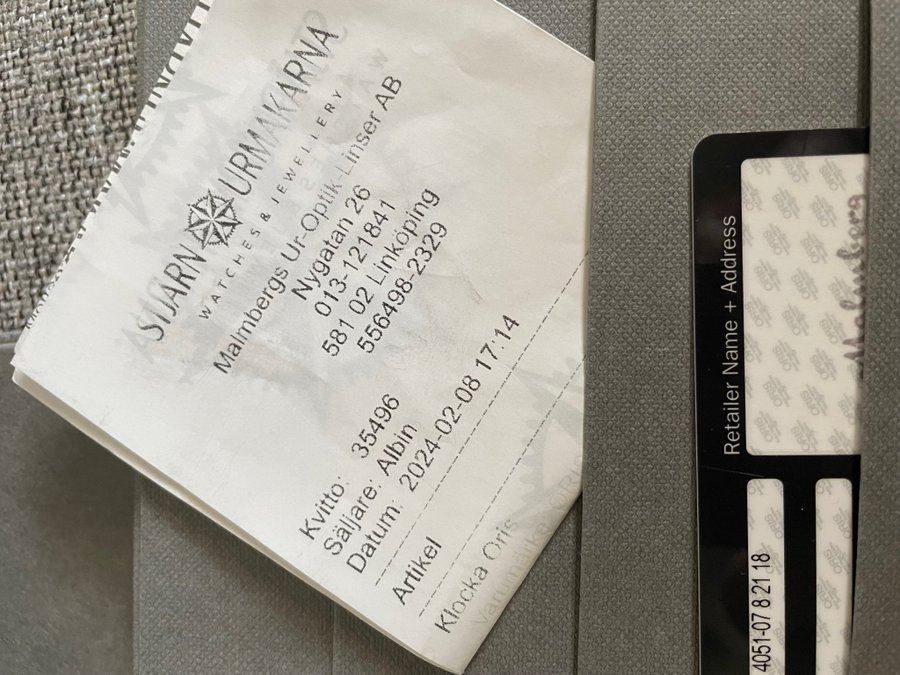 STJÄRN URMAKARNA
WATCHES & JEWELLERY
Malmbergs Ur-Optik-Linser AB
Nygatan 26
013-121841
581 02 Linköping
556498-2329
Kvitto: 35496
Säljare: Albin
Datum: 2024-02-08 17:14
Artikel
Klocka Oris
Retailer Name + Address
Malmberg
4051-07 8 21 18